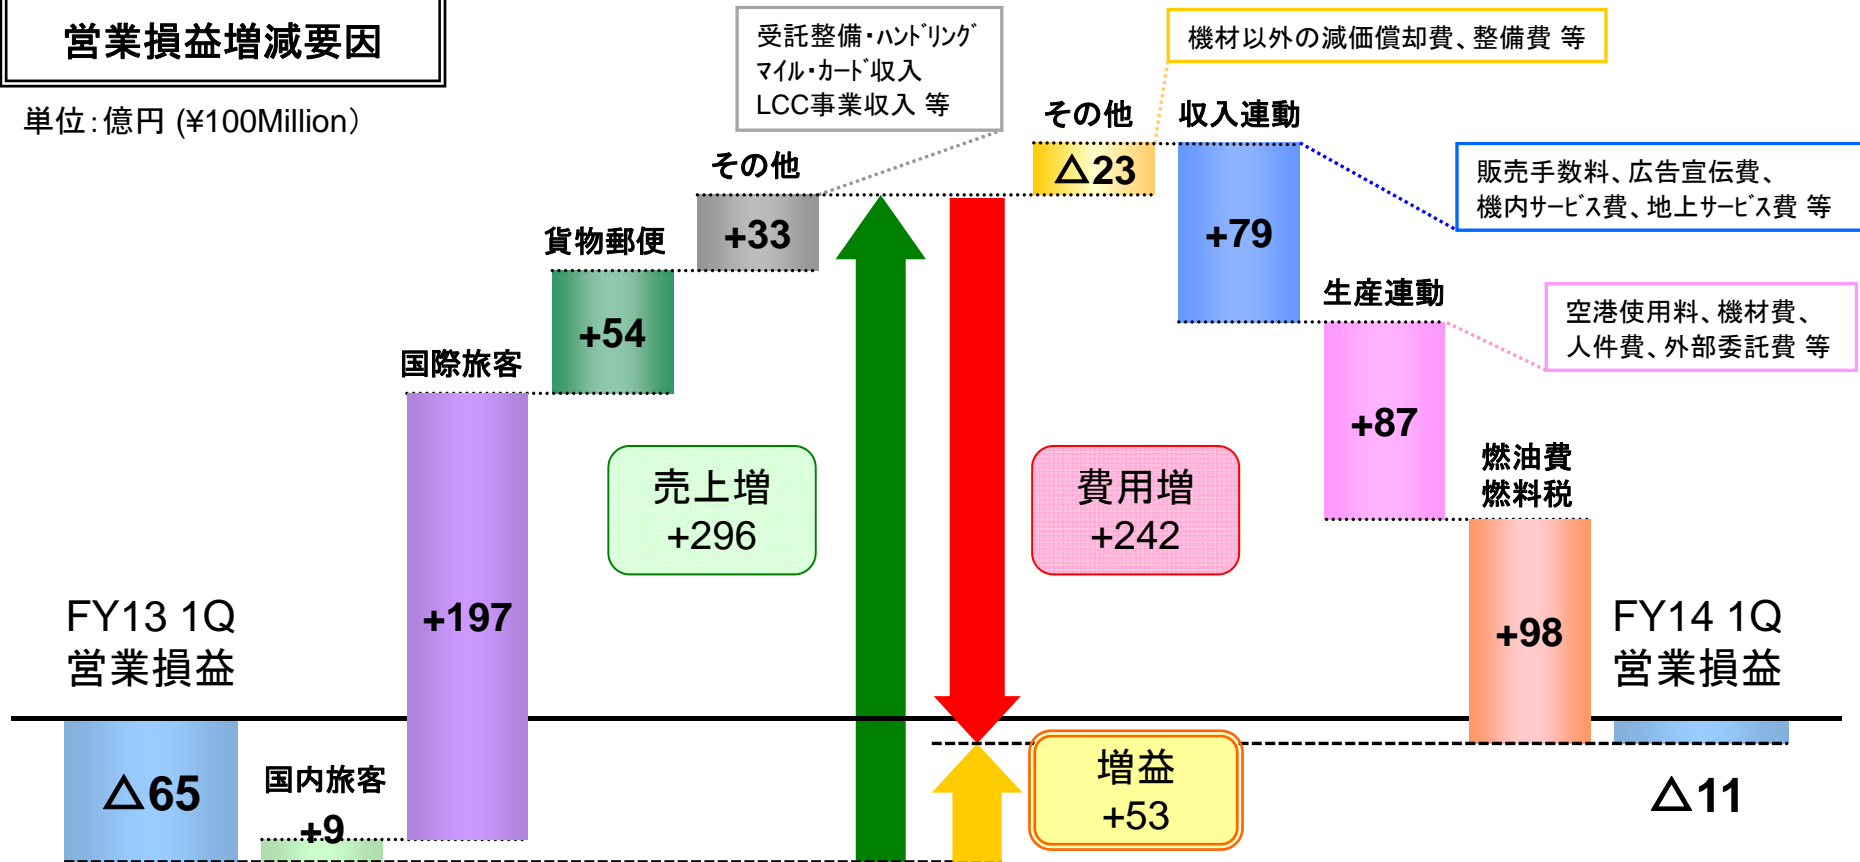 営業損益増減要因
単位:億円 (¥100Million)
受託整備・ハンドリング
マイル・カード収入
LCC事業収入 等
機材以外の減価償却費、整備費 等
その他
△23
収入連動
+79
販売手数料、広告宣伝費、
機内サービス費、地上サービス費 等
その他
+33
貨物郵便
+54
生産連動
+87
空港使用料、機材費、
人件費、外部委託費 等
国際旅客
+197
売上増
+296
費用増
+242
燃油費
燃料税
+98
FY13 1Q
営業損益
△65
国内旅客
+9
増益
+53
FY14 1Q
営業損益
△11